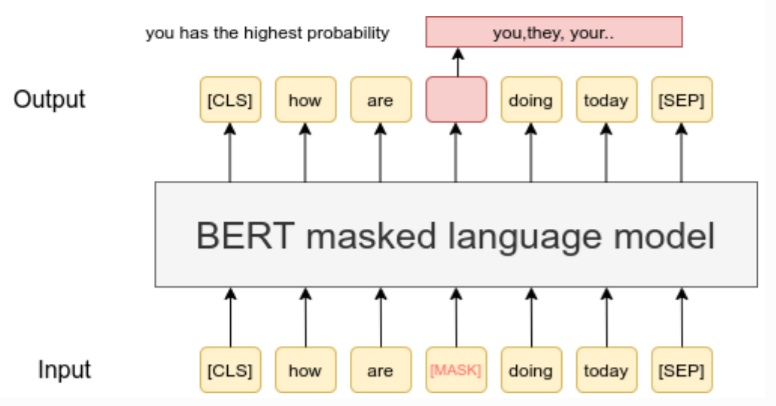 you has the highest probability
you,they, your..
Output
[CLS] how are doing today [SEP]
BERT masked language model
Input
[CLS] how are [MASK] doing today [SEP]